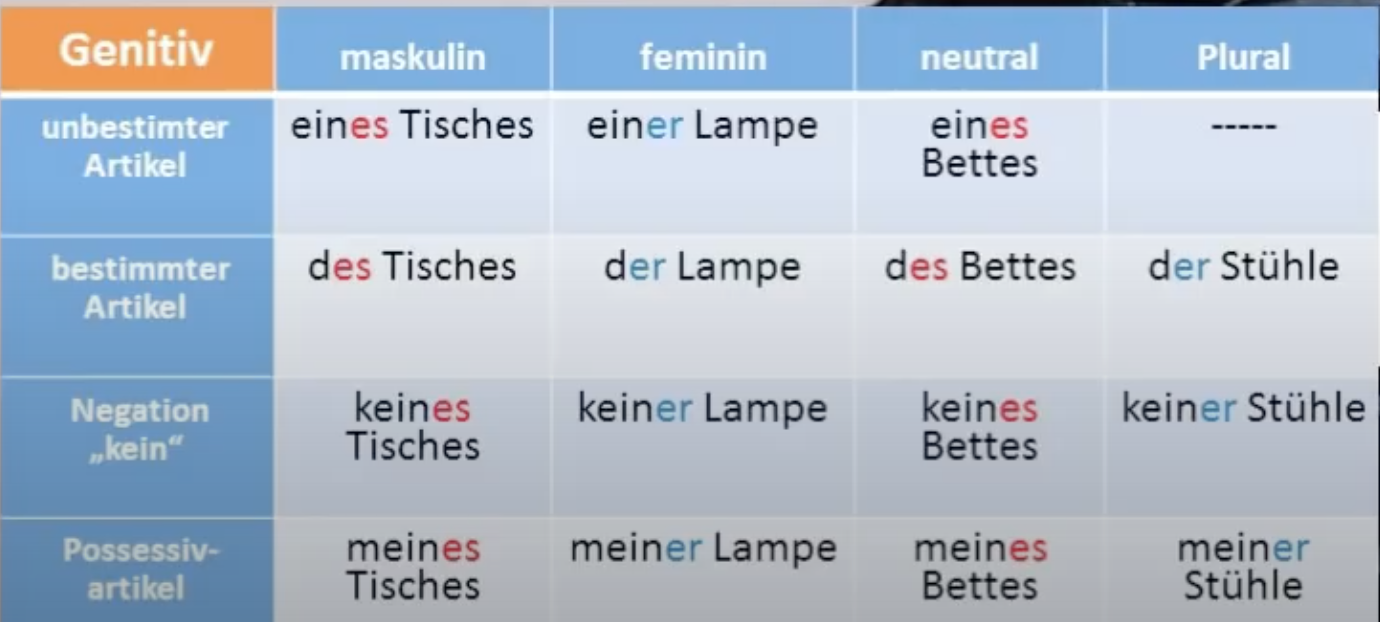 Genitiv maskulin feminin neutral Plural
unbestimter eines Tisches einer Lampe eines -----
Artikel Bettes
bestimmter des Tisches der Lampe des Bettes der Stühle
Artikel
Negation keines keiner Lampe keines keiner Stühle
„kein“ Tisches Bettes
Possessiv- meines meiner Lampe meines meiner
artikel Tisches Bettes Stühle